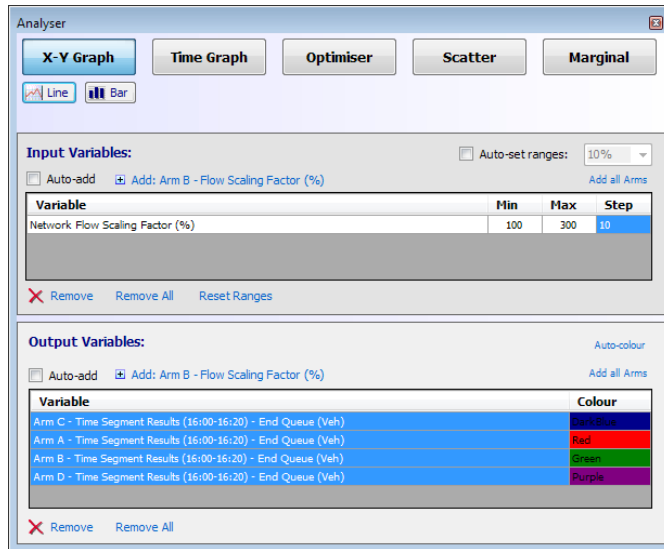 Analyser
X-Y Graph Time Graph Optimiser Scatter Marginal
Line Bar
Input Variables: Auto-set ranges: 10%
Auto-add Add: Arm B - Flow Scaling Factor (%) Add all Arms
Variable Min Max Step
Network Flow Scaling Factor (%) 100 300 10
Remove Remove All Reset Ranges
Output Variables: Auto-colour
Auto-add Add: Arm B - Flow Scaling Factor (%) Add all Arms
Variable Colour
Arm C - Time Segment Results (16:00-16:20) - End Queue (Veh) DarkBlue
Arm A - Time Segment Results (16:00-16:20) - End Queue (Veh) Red
Arm B - Time Segment Results (16:00-16:20) - End Queue (Veh) Green
Arm D - Time Segment Results (16:00-16:20) - End Queue (Veh) Purple
Remove Remove All